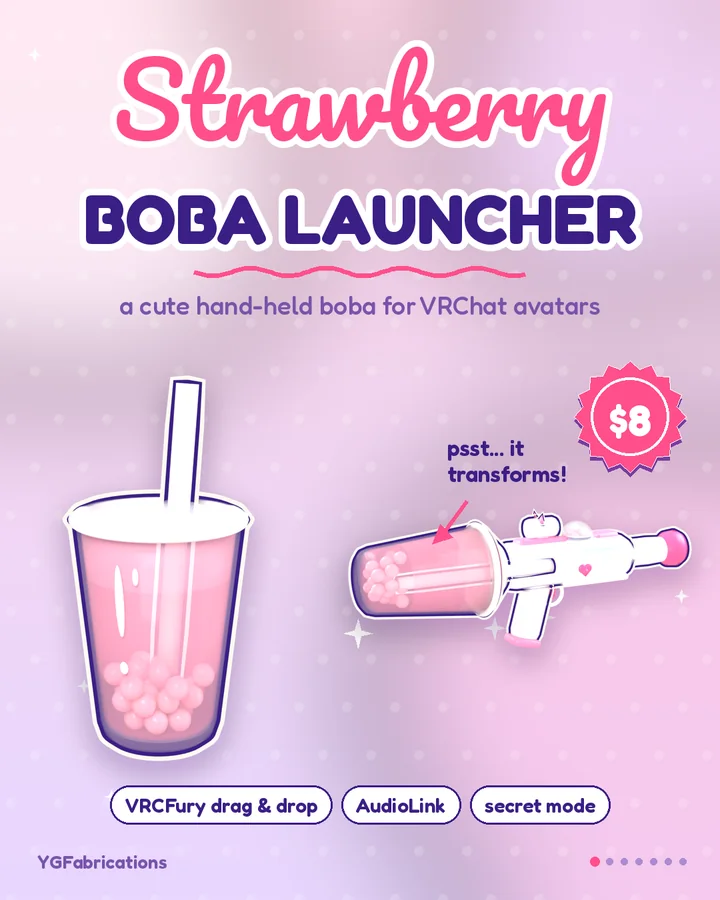 Strawberry
BOBA LAUNCHER
a cute hand-held boba for VRChat avatars
$8
psst... it
transforms!
VRCFury drag & drop
AudioLink
secret mode
YGFabrications